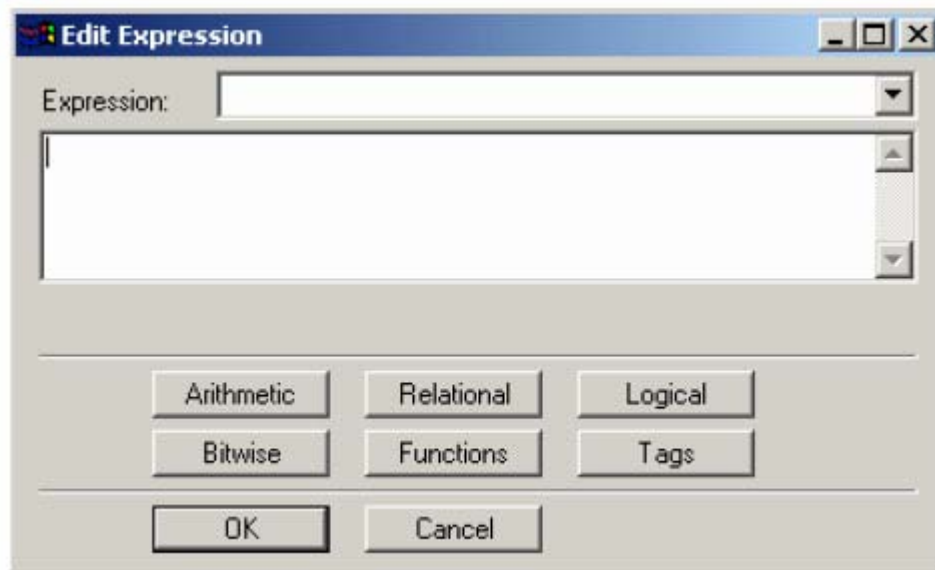 Edit Expression
Expression:
Arithmetic Relational Logical
Bitwise Functions Tags
OK Cancel